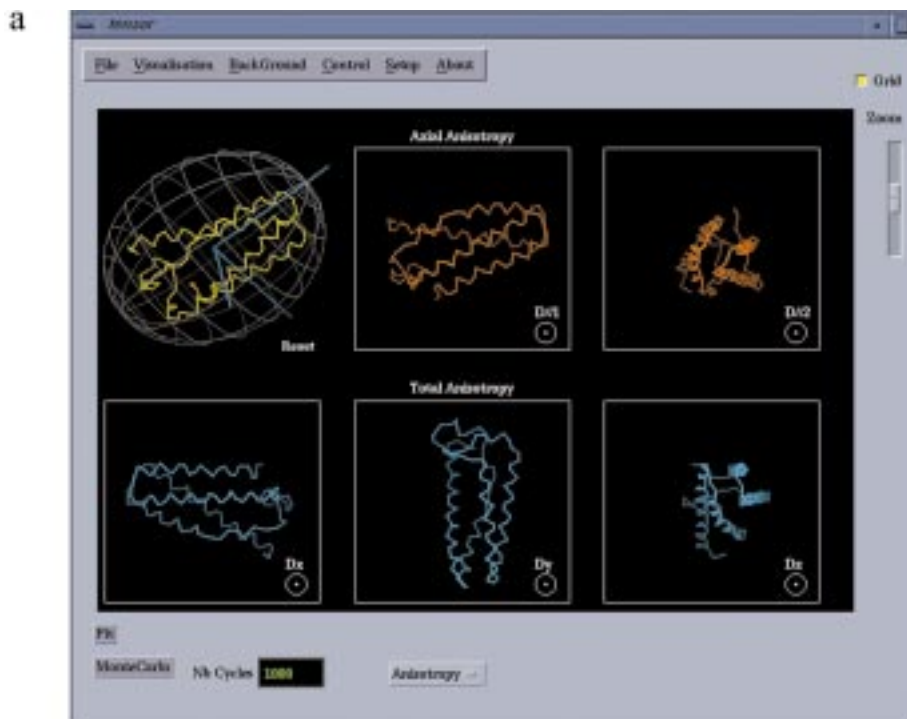 a
Tensor
File Visualisation BackGround Control Setup About
Grid
Zoom
Axial Anisotropy
D//1
D//2
Reset
Total Anisotropy
Dx
Dy
Dz
MonteCarlo Nb Cycles 1000 Anisotropy